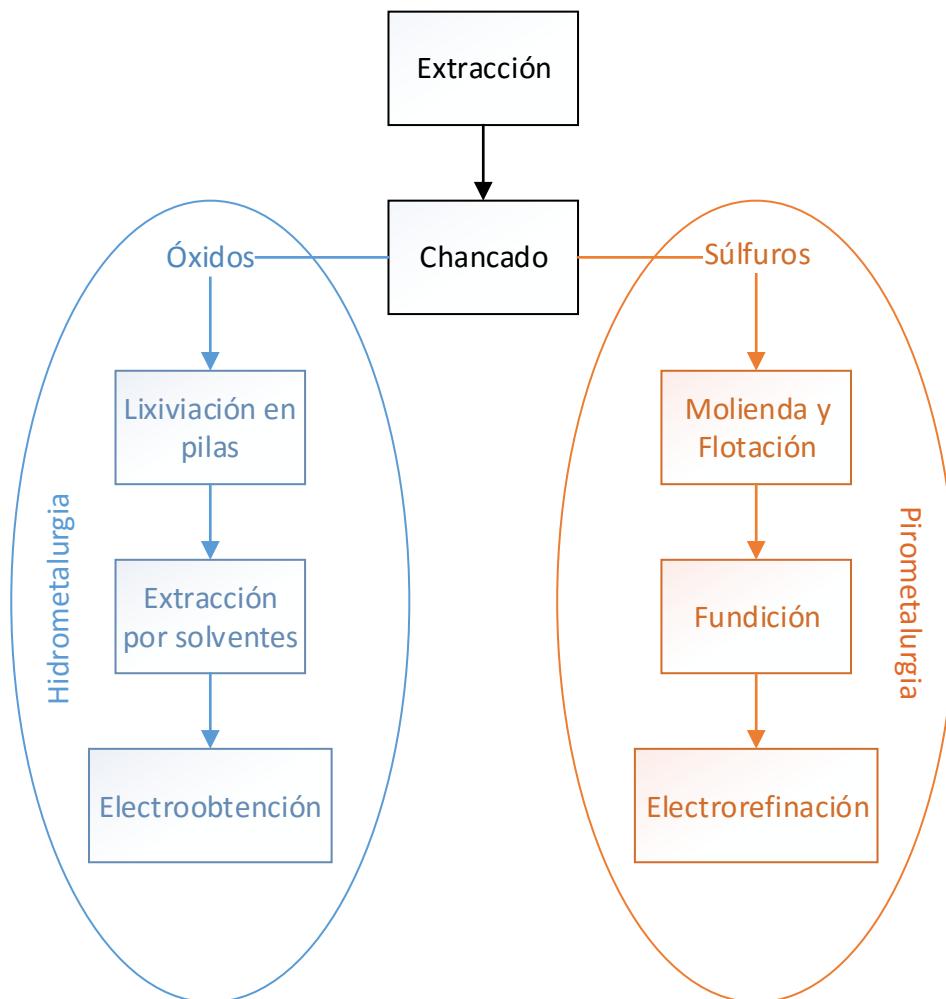 Extracción
Chancado
Óxidos
Súlfuros
Lixiviación en
pilas
Molienda y
Flotación
Hidrometalurgia
Pirometalurgia
Extracción
por solventes
Fundición
Electroobtención
Electrorefinación